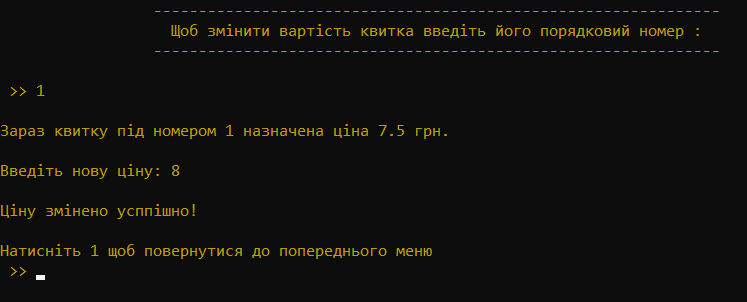 ---------------------------------------------------------------
Щоб змінити вартість квитка введіть його порядковий номер :
---------------------------------------------------------------
>> 1
Зараз квитку під номером 1 назначена ціна 7.5 грн.
Введіть нову ціну: 8
Ціну змінено усппішно!
Натисніть 1 щоб повернутися до попереднього меню
>>